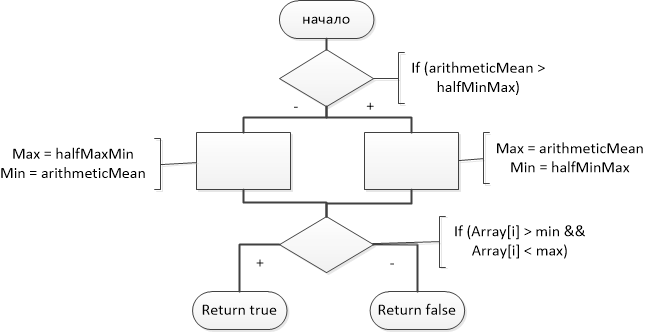 начало
If (arithmeticMean >
halfMinMax)
-
+
Max = halfMaxMin
Min = arithmeticMean
Max = arithmeticMean
Min = halfMinMax
If (Array[i] > min &&
Array[i] < max)
+
-
Return true
Return false